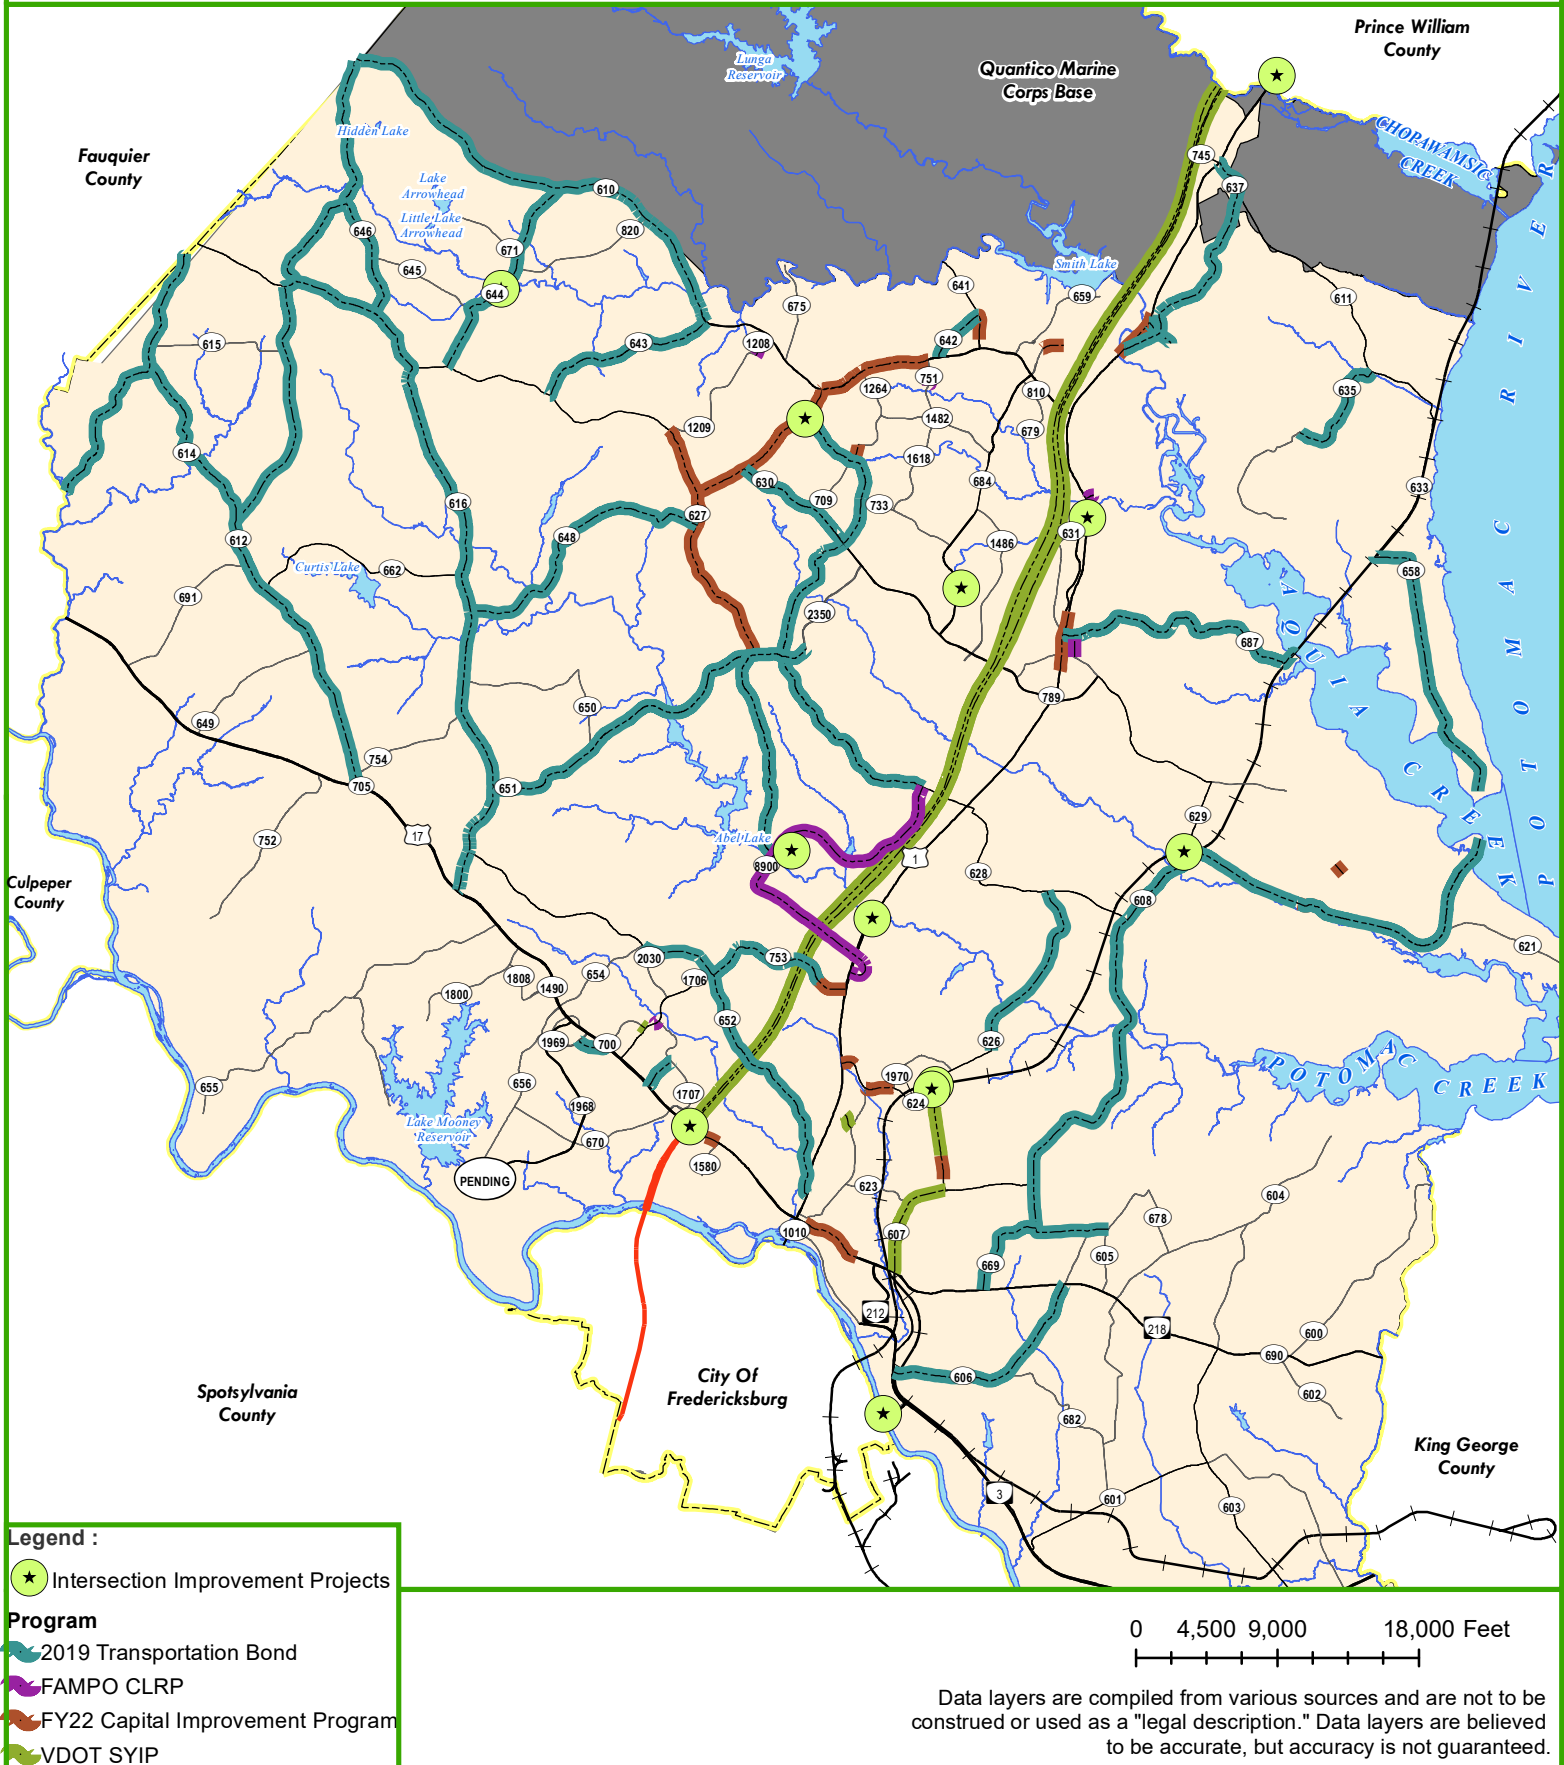 Prince William
County
Lunga
Reservoir
Quantico Marine
Corps Base
CHOPAWAMSIC
CREEK
Hidden Lake
Fauquier
County
745
637
Lake
Arrowhead
610
Little Lake
Arrowhead
646
820
671
645
644
Smith Lake
641
659
611
675
615
1208
643
642
751
1264
810
635
1482
1209
679
614
1618
630
684
633
709
616
733
627
631
612
648
1486
Curtis Lake
662
658
691
2350
687
AQUIA CREEK
POTOMAC RIVER
789
650
649
754
705
651
629
17
752
Abel Lake
8900
1
628
Culpeper
County
608
621
2030
753
654
1808
1706
1490
1800
652
626
1969
700
POTOMAC CREEK
655
656
1970
1707
624
1968
Lake Mooney
Reservoir
670
1580
PENDING
623
604
678
1010
607
605
669
212
218
600
690
City Of
Fredericksburg
606
602
Spotsylvania
County
682
King George
County
3
601
603
Legend :
Intersection Improvement Projects
Program
2019 Transportation Bond
FAMPO CLRP
FY22 Capital Improvement Program
VDOT SYIP
0 4,500 9,000 18,000 Feet
Data layers are compiled from various sources and are not to be
construed or used as a "legal description." Data layers are believed
to be accurate, but accuracy is not guaranteed.